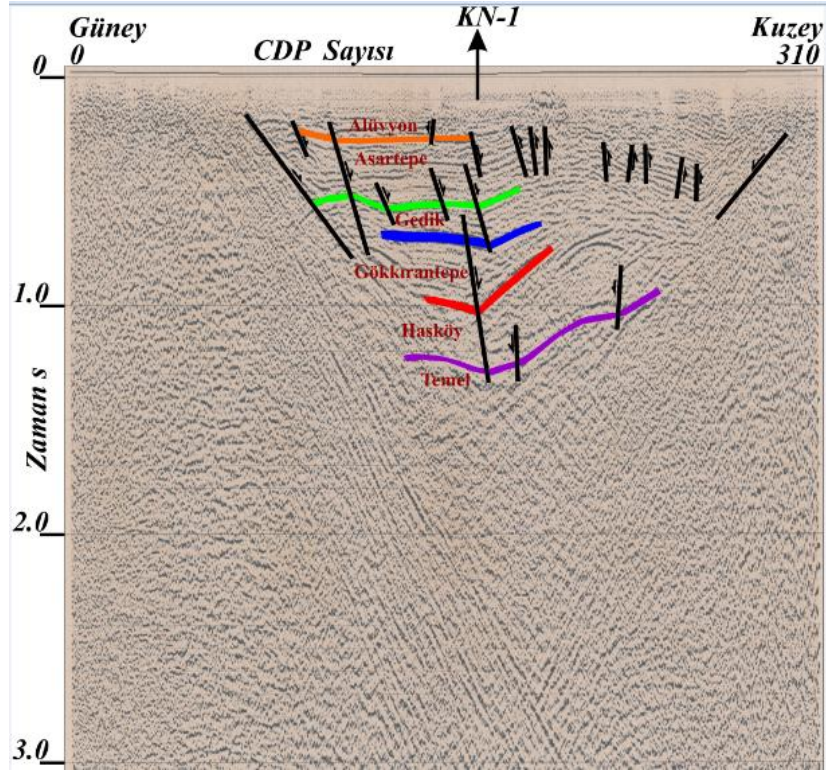 Güney
KN-1
Kuzey
0
CDP Sayısı
310
0
Alüvyon
Asartepe
Gedik
Gökkırantepe
1.0
Hasköy
Temel
Zaman s
2.0
3.0